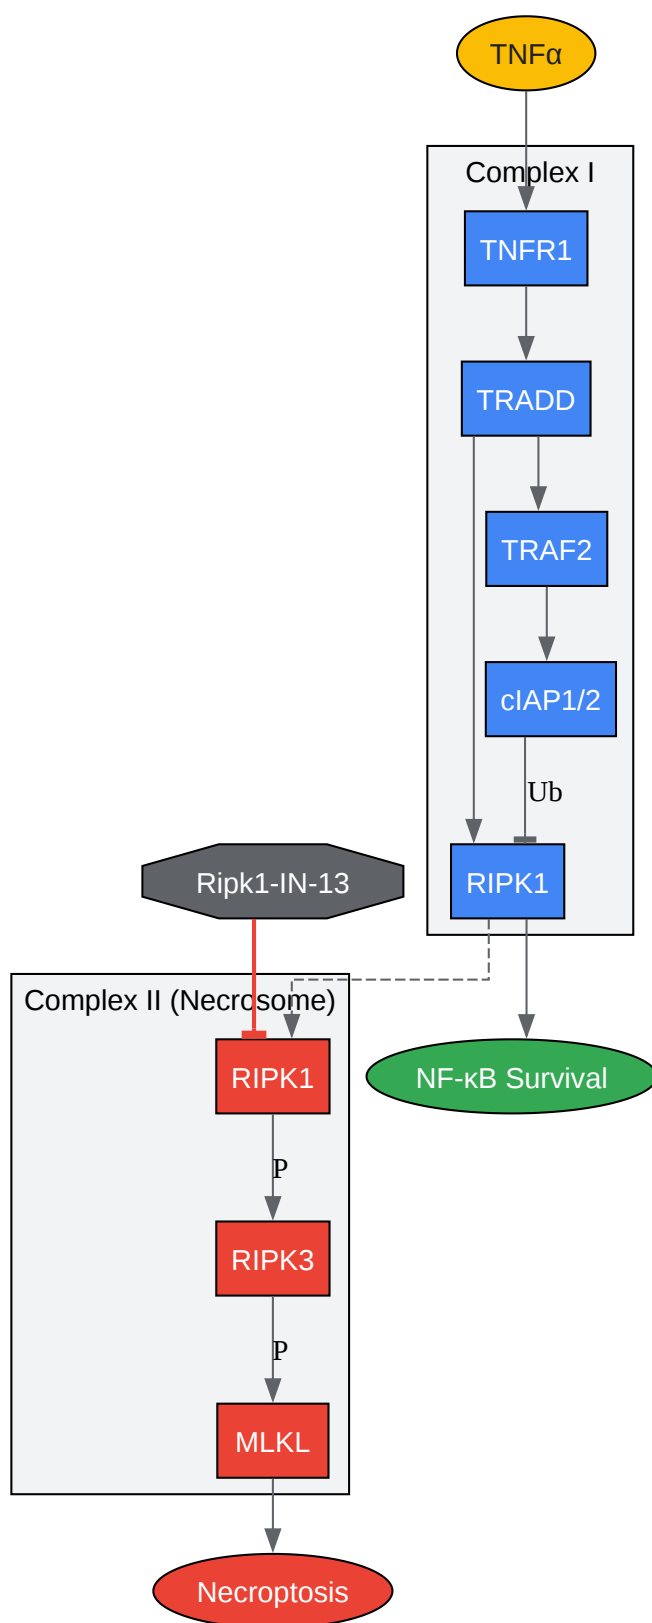 TNFα
Complex I
TNFR1
TRADD
TRAF2
cIAP1/2
Ub
Ripk1-IN-13
RIPK1
Complex II (Necrosome)
RIPK1
NF-κB Survival
P
RIPK3
P
MLKL
Necroptosis